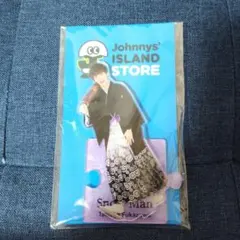 Johnnys'
ISLAND
STORE
Snow Man